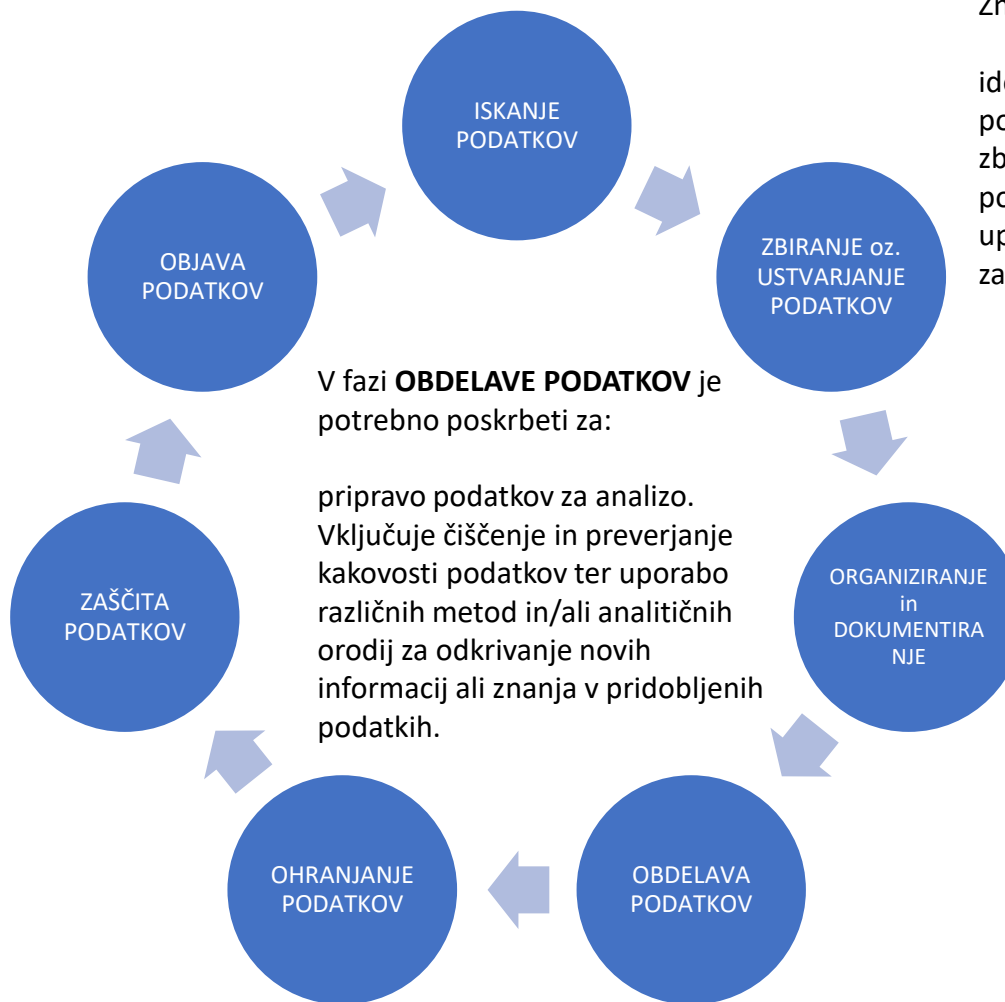 ISKANJE
PODATKOV
ZBIRANJE oz.
USTVARJANJE
PODATKOV
ORGANIZIRANJE
in
DOKUMENTIRA
NJE
OBDELAVA
PODATKOV
OHRANJANJE
PODATKOV
ZAŠČITA
PODATKOV
OBJAVA
PODATKOV
V fazi OBDELAVE PODATKOV je
potrebno poskrbeti za:
pripravo podatkov za analizo.
Vključuje čiščenje in preverjanje
kakovosti podatkov ter uporabo
različnih metod in/ali analitičnih
orodij za odkrivanje novih
informacij ali znanja v pridobljenih
podatkih.